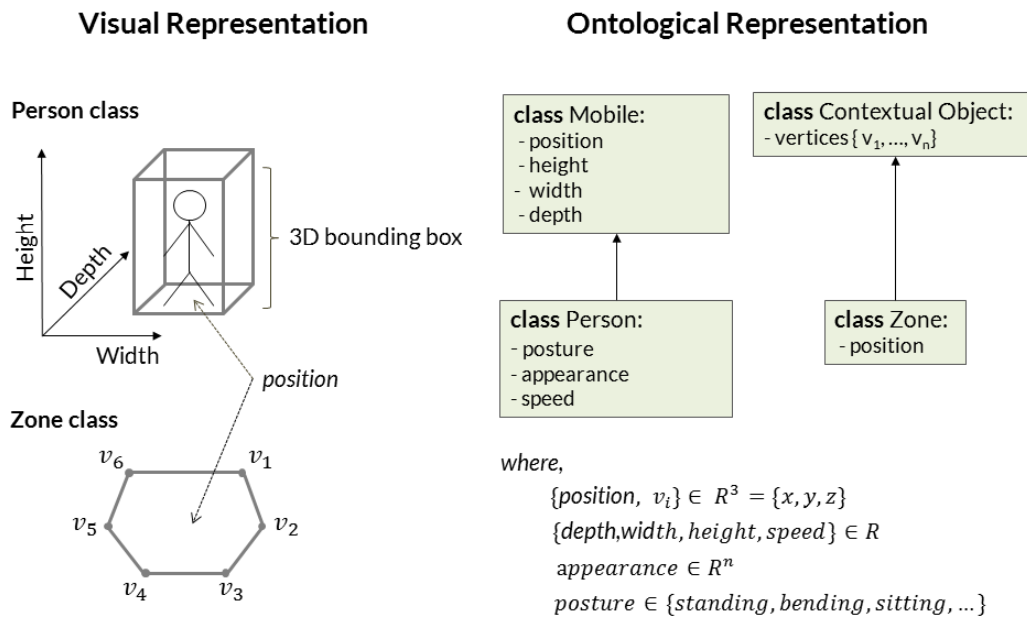 Visual Representation
Person class
Height
Depth
Width
3D bounding box
position
Zone class
v₆
v₁
v₅
v₂
v₄
v₃
Ontological Representation
class Mobile:
- position
- height
- width
- depth
class Contextual Object:
- vertices{ v₁, ..., vₙ}
class Person:
- posture
- appearance
- speed
class Zone:
- position
where,
{position, vᵢ} ∈ R³ = {x, y, z}
{depth,width, height, speed} ∈ R
appearance ∈ Rⁿ
posture ∈ {standing, bending, sitting, ...}